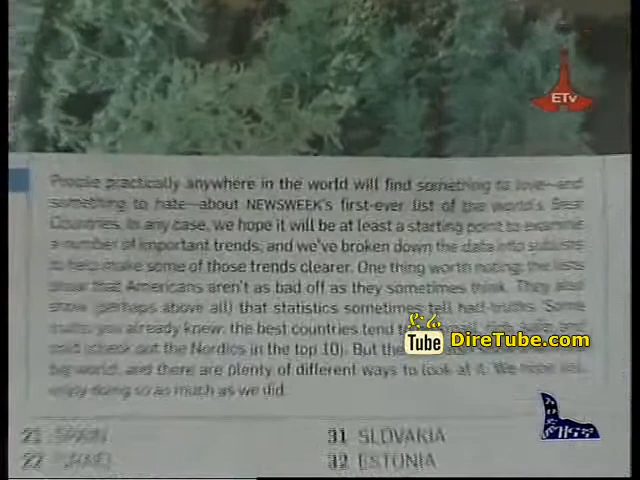 ETV
People practically anywhere in the world will find something to love—and
something to hate—about NEWSWEEK's first-ever list of the world's Best
Countries. In any case, we hope it will be at least a starting point to examine
a number of important trends, and we've broken down the data into sublists
to help make some of those trends clearer. One thing worth noting: the lists
show that Americans aren't as bad off as they sometimes think. They also
show (perhaps above all) that statistics sometimes tell half-truths. Some
you already knew: the best countries tend
(check out the Nordics in the top 10). But the
big world, and there are plenty of different ways to look at it. We hope you
enjoy doing so as much as we did.
ድሬ
Tube DireTube.com
21 SPAIN 31 SLOVAKIA
22 ISRAEL 32 ESTONIA